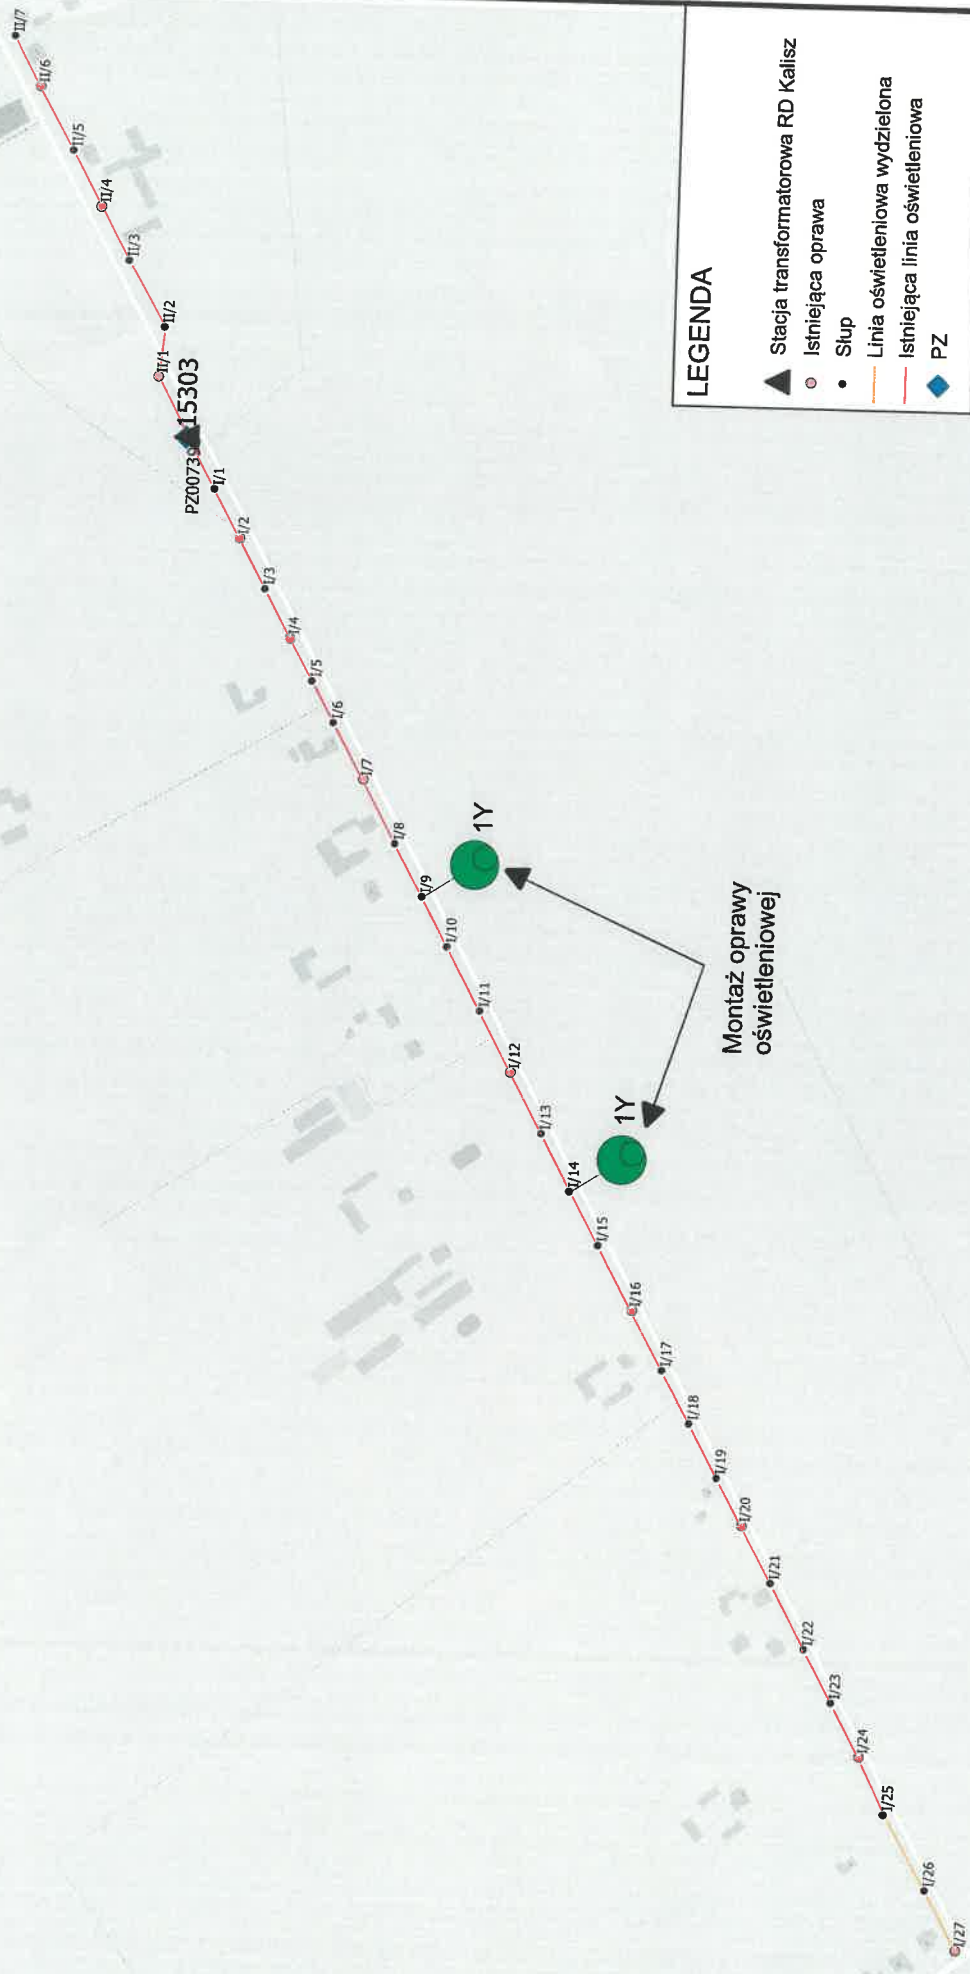 II/7
II/6
II/5
II/4
II/3
II/2
II/1
15303
I/1
I/2
I/3
I/4
I/5
I/6
I/7
I/8
I/9
1Y
I/10
I/11
I/12
I/13
I/14
1Y
I/15
I/16
I/17
I/18
I/19
I/20
I/21
I/22
I/23
I/24
I/25
I/26
I/27
Montaż oprawy
oświetleniowej
LEGENDA
Stacja transformatorowa RD Kalisz
Istniejąca oprawa
Słup
Linia oświetleniowa wydzielona
Istniejąca linia oświetleniowa
PZ